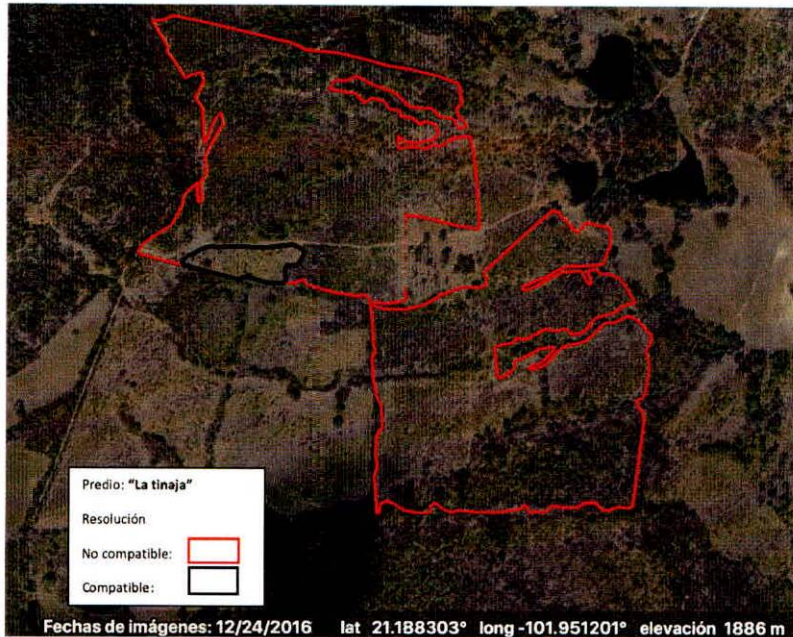 Predio: "La tinaja"
Resolución
No compatible:
Compatible:
Fechas de imágenes: 12/24/2016 lat 21.188303° long -101.951201° elevación 1886 m